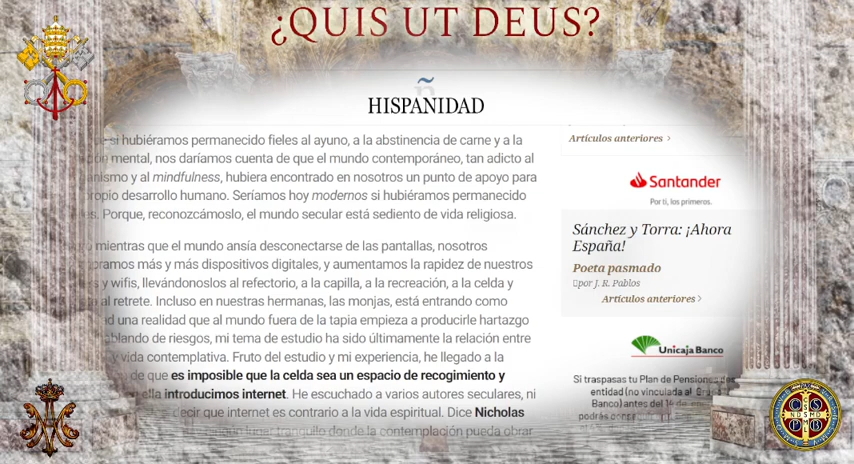 ¿QUIS UT DEUS?
ñ
HISPANIDAD
si hubiéramos permanecido fieles al ayuno, a la abstinencia de carne y a la
mental, nos daríamos cuenta de que el mundo contemporáneo, tan adicto al
y al mindfulness, hubiera encontrado en nosotros un punto de apoyo para
desarrollo humano. Seríamos hoy modernos si hubiéramos permanecido
Porque, reconozcámoslo, el mundo secular está sediento de vida religiosa.
mientras que el mundo ansía desconectarse de las pantallas, nosotros
más y más dispositivos digitales, y aumentamos la rapidez de nuestros
y wifis, llevándonoslos al refectorio, a la capilla, a la recreación, a la celda y
al retrete. Incluso en nuestras hermanas, las monjas, está entrando como
una realidad que al mundo fuera de la tapia empieza a producirle hartazgo
de riesgos, mi tema de estudio ha sido últimamente la relación entre
y vida contemplativa. Fruto del estudio y mi experiencia, he llegado a la
de que es imposible que la celda sea un espacio de recogimiento y
ella introducimos internet. He escuchado a varios autores seculares, ni
decir que internet es contrario a la vida espiritual. Dice Nicholas
tranquilo donde la contemplación pueda obrar
Artículos anteriores >
Santander
Por ti, los primeros.
Sánchez y Torra: ¡Ahora
España!
Poeta pasmado
por J. R. Pablos
Artículos anteriores >
Unicaja Banco
Si traspasas tu Plan de Pensiones de
entidad (no vinculada al Grupo
Banco) antes del 14 de
podrás